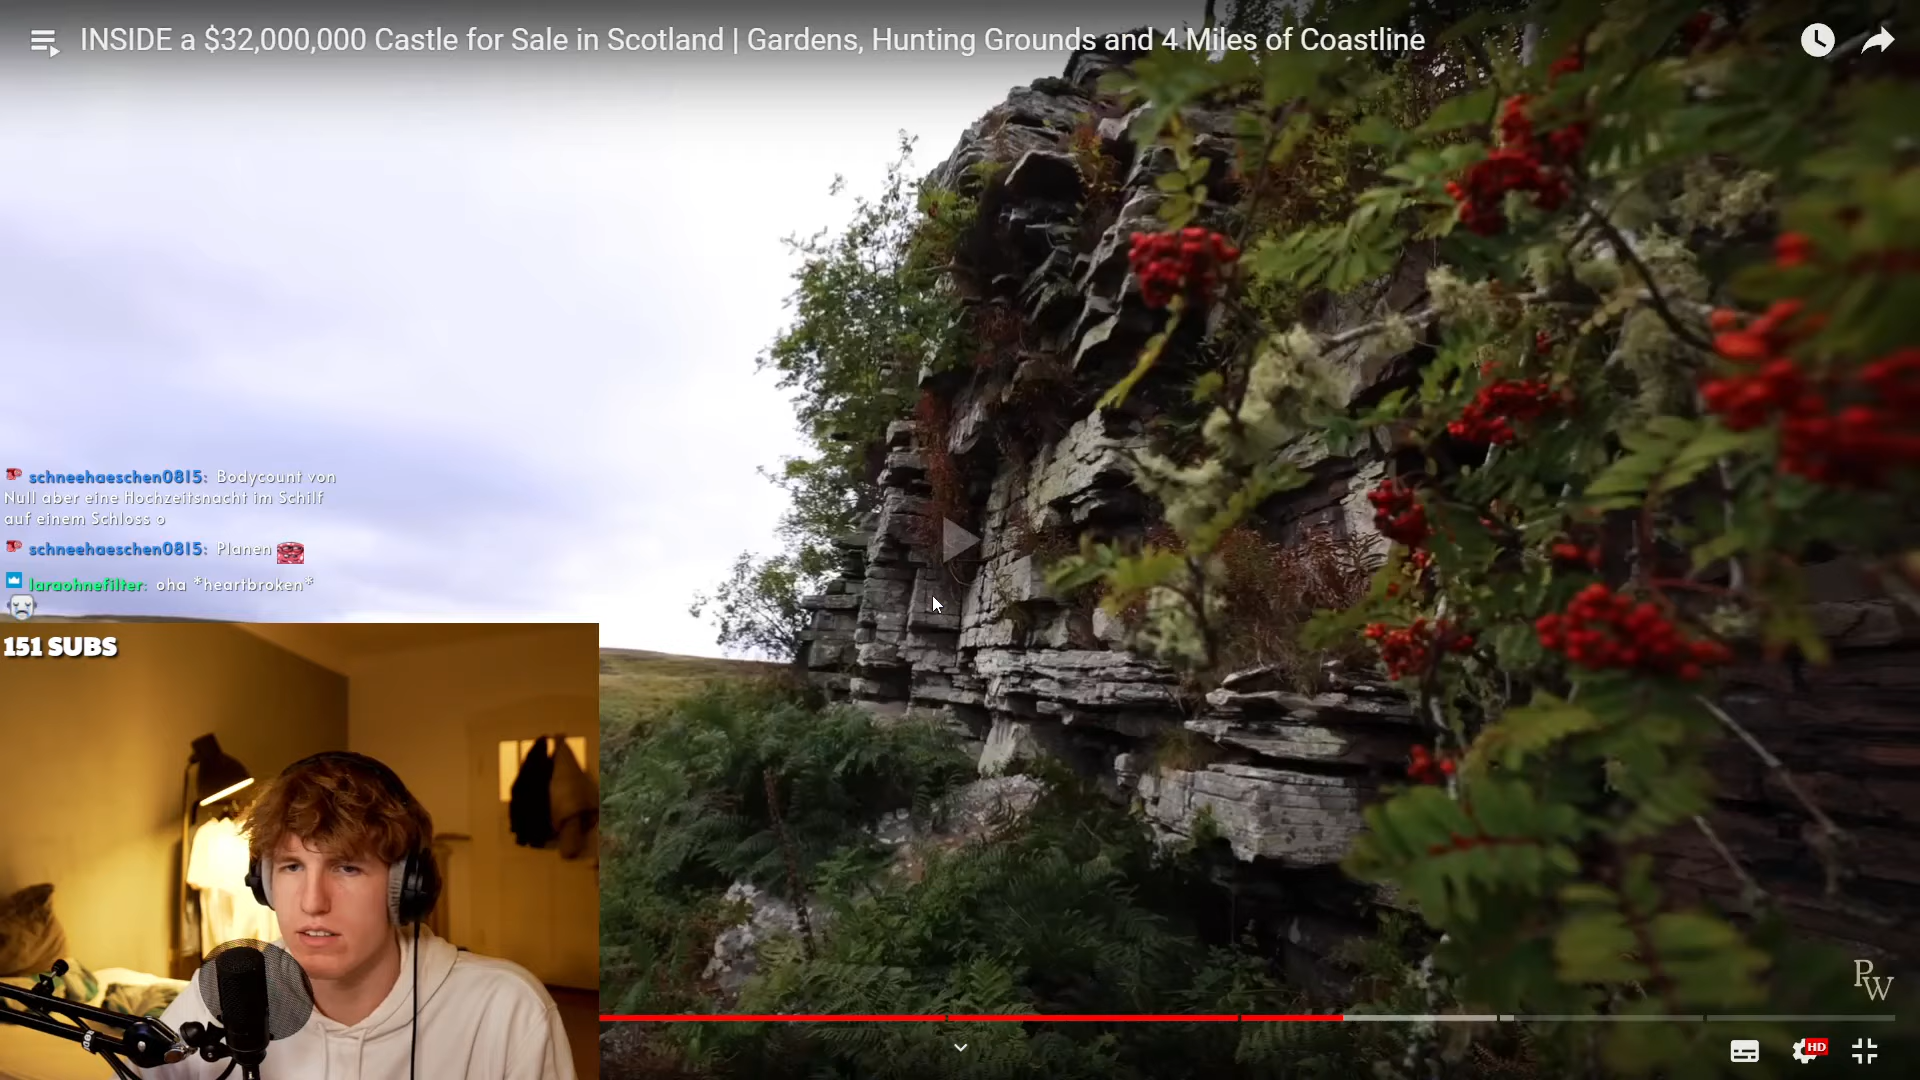 INSIDE a $32,000,000 Castle for Sale in Scotland | Gardens, Hunting Grounds and 4 Miles of Coastline
schneehaeschen0815: Bodycount von
Null aber eine Hochzeitsnacht im Schilf
auf einem Schloss o
schneehaeschen0815: Planen
laraohnefilter: oha *heartbroken*
151 SUBS
PW
HD